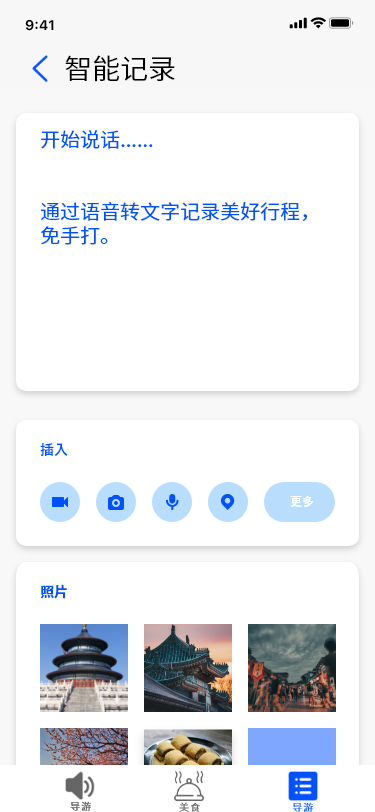 9:41
智能记录
开始说话……
通过语音转文字记录美好行程，
免手打。
插入
更多
照片
导游
美食
导游